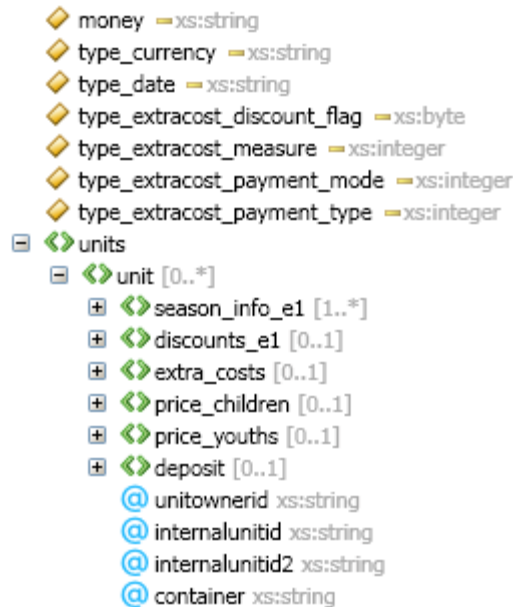 money xs:string
type_currency xs:string
type_date xs:string
type_extracost_discount_flag xs:byte
type_extracost_measure xs:integer
type_extracost_payment_mode xs:integer
type_extracost_payment_type xs:integer
units
unit [0..*]
season_info_e1 [1..*]
discounts_e1 [0..1]
extra_costs [0..1]
price_children [0..1]
price_youths [0..1]
deposit [0..1]
@ unitownerid xs:string
@ internalunitid xs:string
@ internalunitid2 xs:string
@ container xs:string